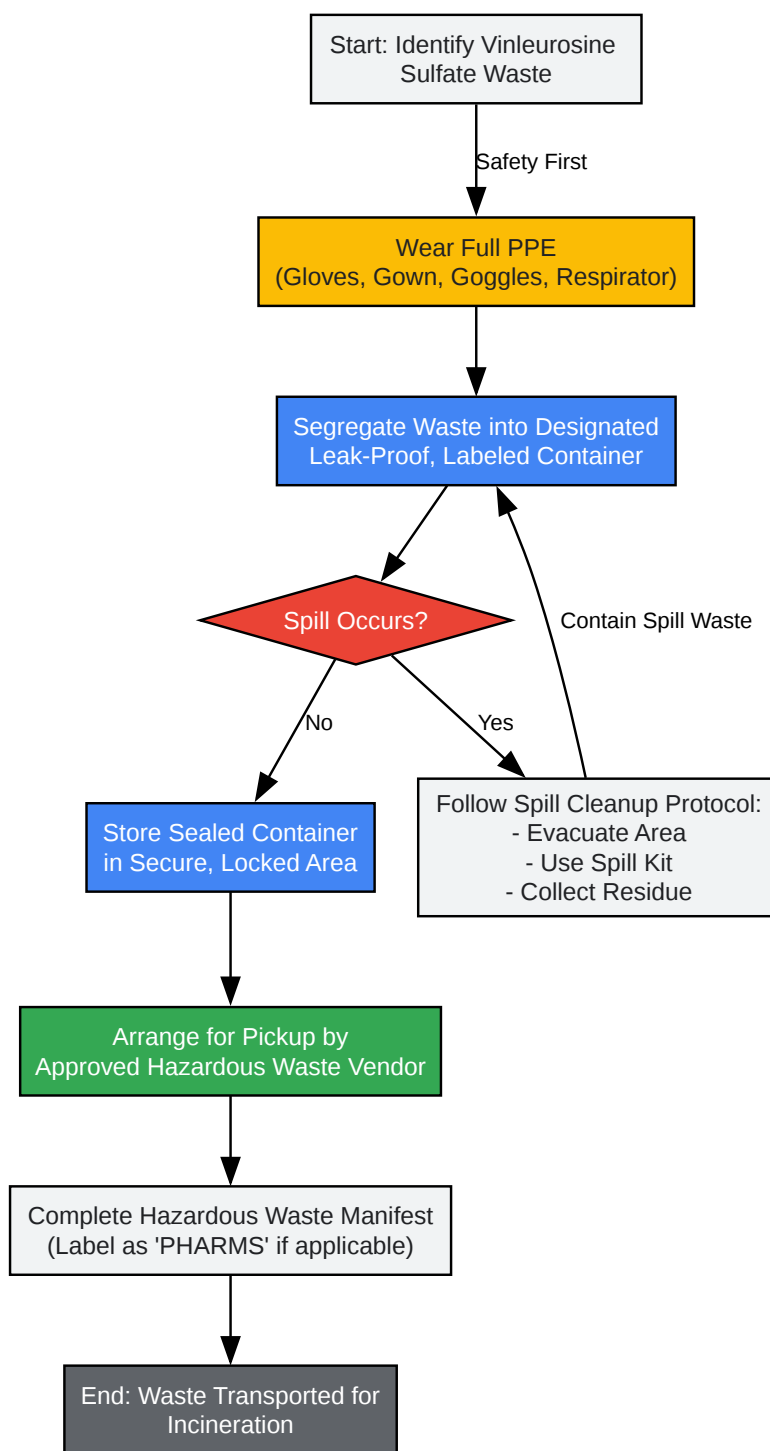 Start: Identify Vinleurosine
Sulfate Waste
Safety First
Wear Full PPE
(Gloves, Gown, Goggles, Respirator)
Segregate Waste into Designated
Leak-Proof, Labeled Container
Spill Occurs?
Contain Spill Waste
No
Yes
Store Sealed Container
in Secure, Locked Area
Follow Spill Cleanup Protocol:
- Evacuate Area
- Use Spill Kit
- Collect Residue
Arrange for Pickup by
Approved Hazardous Waste Vendor
Complete Hazardous Waste Manifest
(Label as 'PHARMS' if applicable)
End: Waste Transported for
Incineration